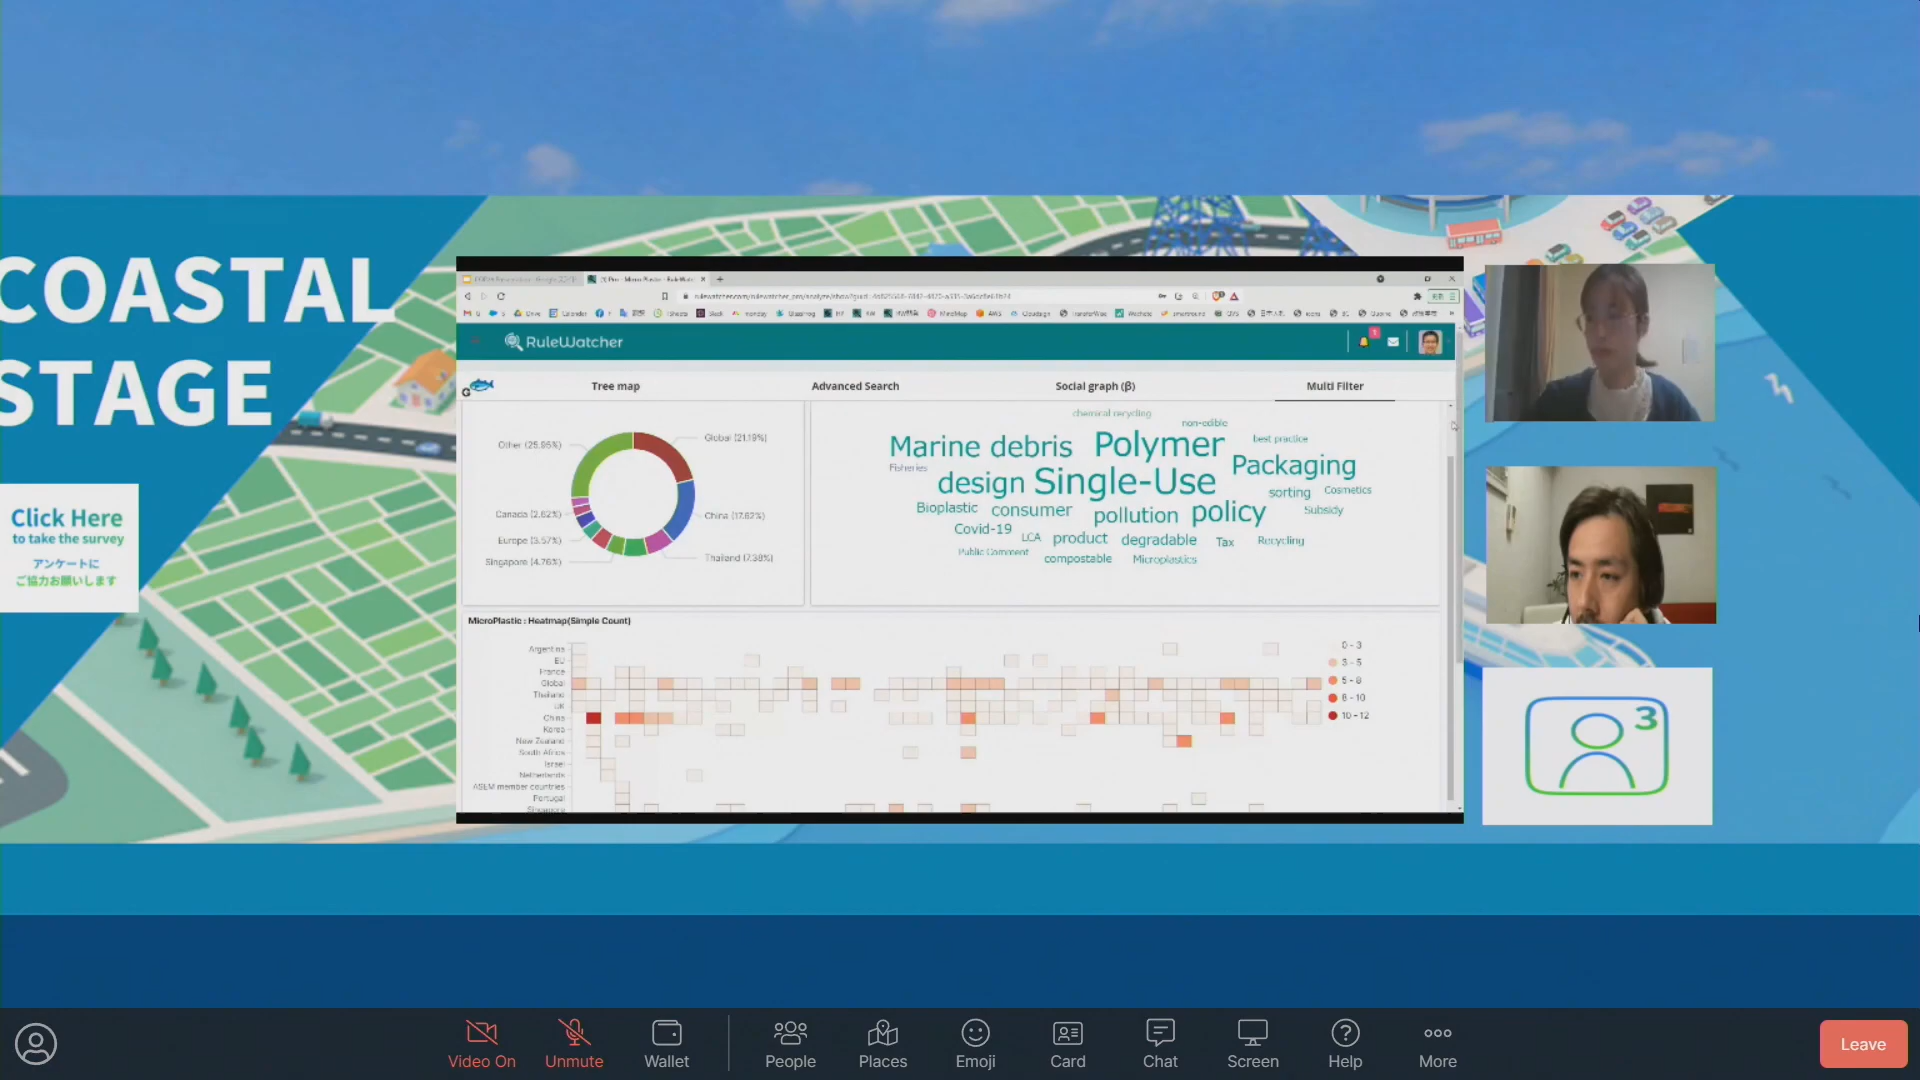 COASTAL
STAGE
Click Here
to take the survey
アンケートに
ご協力お願いします
RuleWatcher
1
Tree map
Advanced Search
Social graph (β)
Multi Filter
Other (25.95%)
Global (21.19%)
China (17.62%)
Thailand (7.38%)
Singapore (4.76%)
Europe (3.57%)
Canada (2.62%)
chemical recycling
non-edible
Marine debris
Polymer
best practice
Fisheries
design
Single-Use
Packaging
sorting
Cosmetics
Bioplastic
consumer
pollution
policy
Subsidy
Covid-19
LCA
product
degradable
Tax
Recycling
Public Comment
compostable
Microplastics
MicroPlastic : Heatmap(Simple Count)
Argentina
EU
France
Global
Thailand
UK
China
Korea
New Zealand
South Africa
Israel
Netherlands
ASEM member countries
Portugal
Singapore
0 - 3
3 - 5
5 - 8
8 - 10
10 - 12
3
Video On
Unmute
Wallet
People
Places
Emoji
Card
Chat
Screen
Help
More
Leave